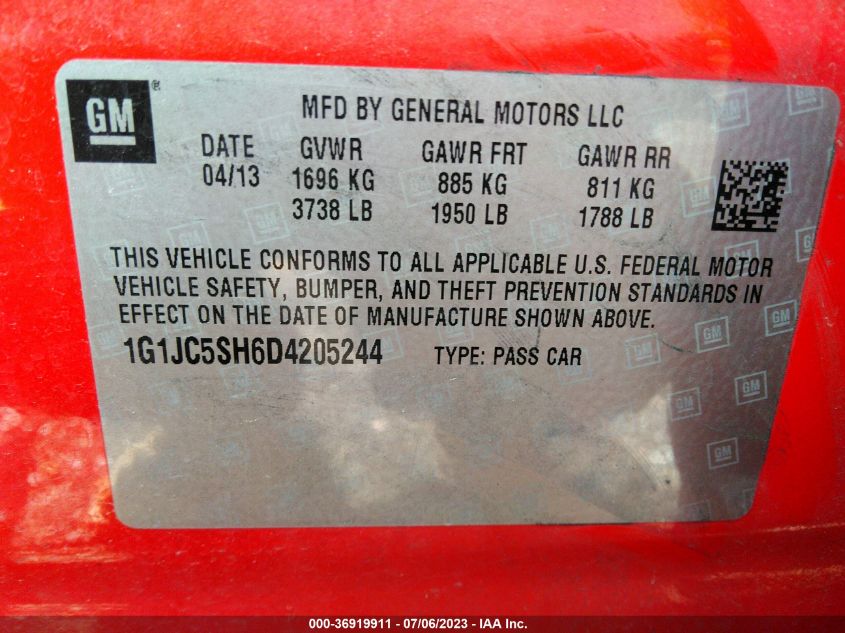 GM ® MFD BY GENERAL MOTORS LLC
DATE GVWR GAWR FRT GAWR RR
04/13 1696 KG 885 KG 811 KG
3738 LB 1950 LB 1788 LB
THIS VEHICLE CONFORMS TO ALL APPLICABLE U.S. FEDERAL MOTOR
VEHICLE SAFETY, BUMPER, AND THEFT PREVENTION STANDARDS IN
EFFECT ON THE DATE OF MANUFACTURE SHOWN ABOVE.
1G1JC5SH6D4205244 TYPE: PASS CAR
000-36919911 - 07/06/2023 - IAA Inc.